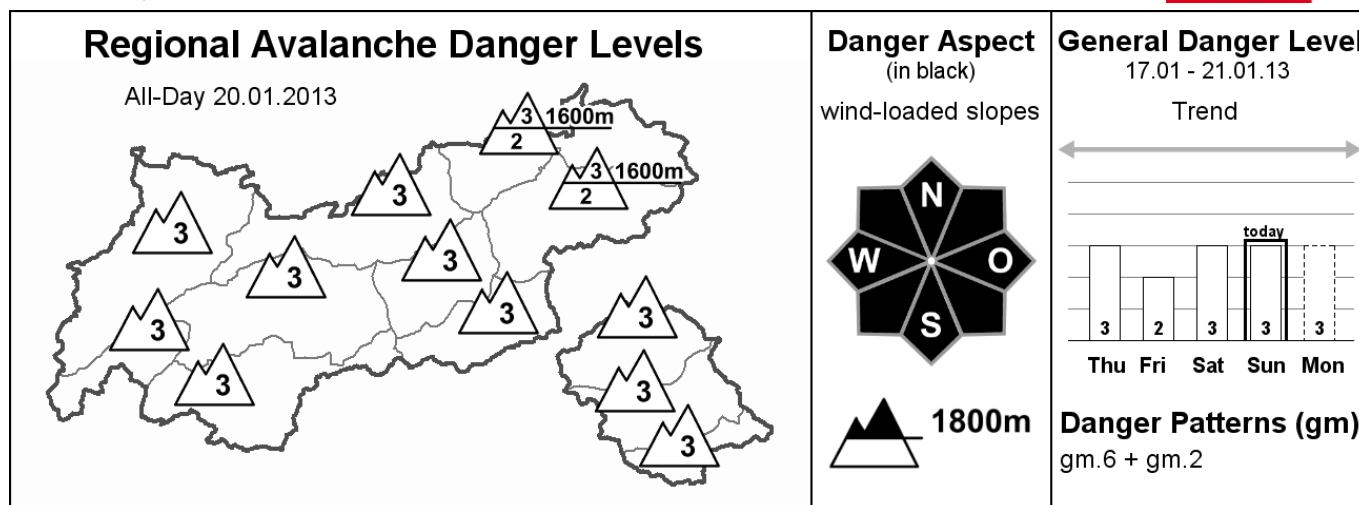 Regional Avalanche Danger Levels
All-Day 20.01.2013
3 1600m
2
3 1600m
2
3
3
3
3
3
3
3
3
3
3
3
Danger Aspect
(in black)
wind-loaded slopes
N
W O
S
1800m
General Danger Level
17.01 - 21.01.13
Trend
today
3 2 3 3 3
Thu Fri Sat Sun Mon
Danger Patterns (gm)
gm.6 + gm.2